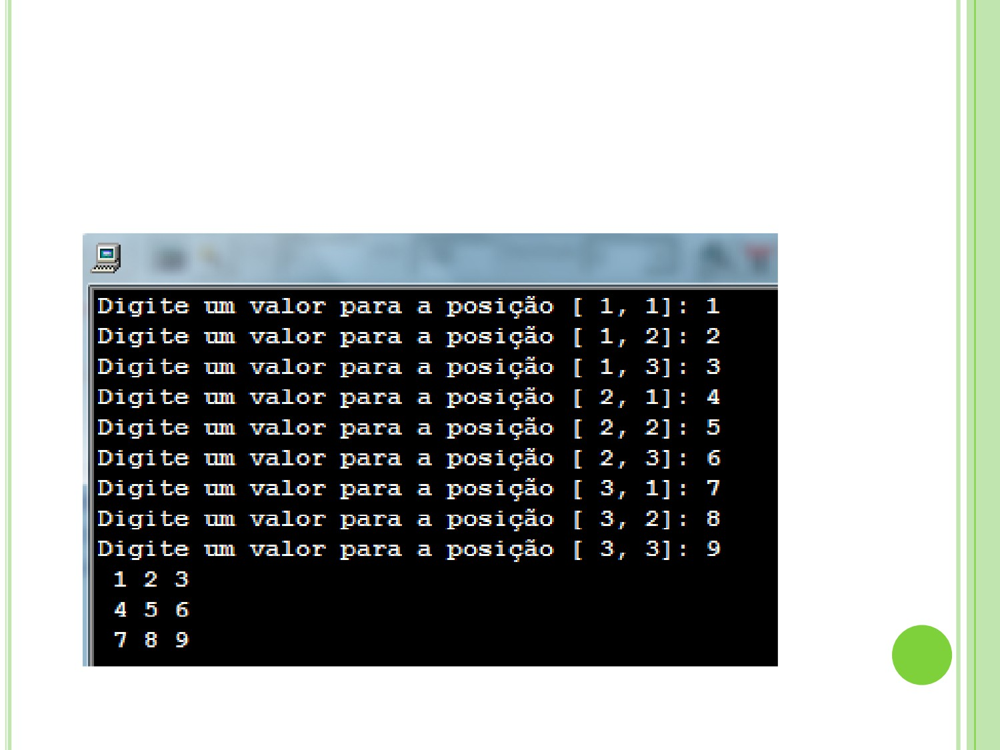 Digite um valor para a posição [ 1, 1]: 1
Digite um valor para a posição [ 1, 2]: 2
Digite um valor para a posição [ 1, 3]: 3
Digite um valor para a posição [ 2, 1]: 4
Digite um valor para a posição [ 2, 2]: 5
Digite um valor para a posição [ 2, 3]: 6
Digite um valor para a posição [ 3, 1]: 7
Digite um valor para a posição [ 3, 2]: 8
Digite um valor para a posição [ 3, 3]: 9
1 2 3
4 5 6
7 8 9